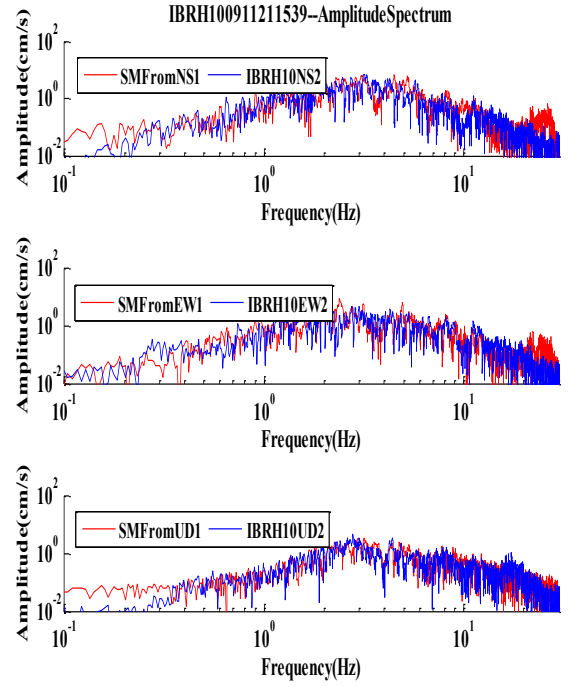 IBRH100911211539--AmplitudeSpectrum
Amplitude(cm/s)
10^2
10^0
10^-2
SMFromNS1 IBRH10NS2
10^-1 10^0 10^1
Frequency(Hz)
Amplitude(cm/s)
10^2
10^0
10^-2
SMFromEW1 IBRH10EW2
10^-1 10^0 10^1
Frequency(Hz)
Amplitude(cm/s)
10^2
10^0
10^-2
SMFromUD1 IBRH10UD2
10^-1 10^0 10^1
Frequency(Hz)